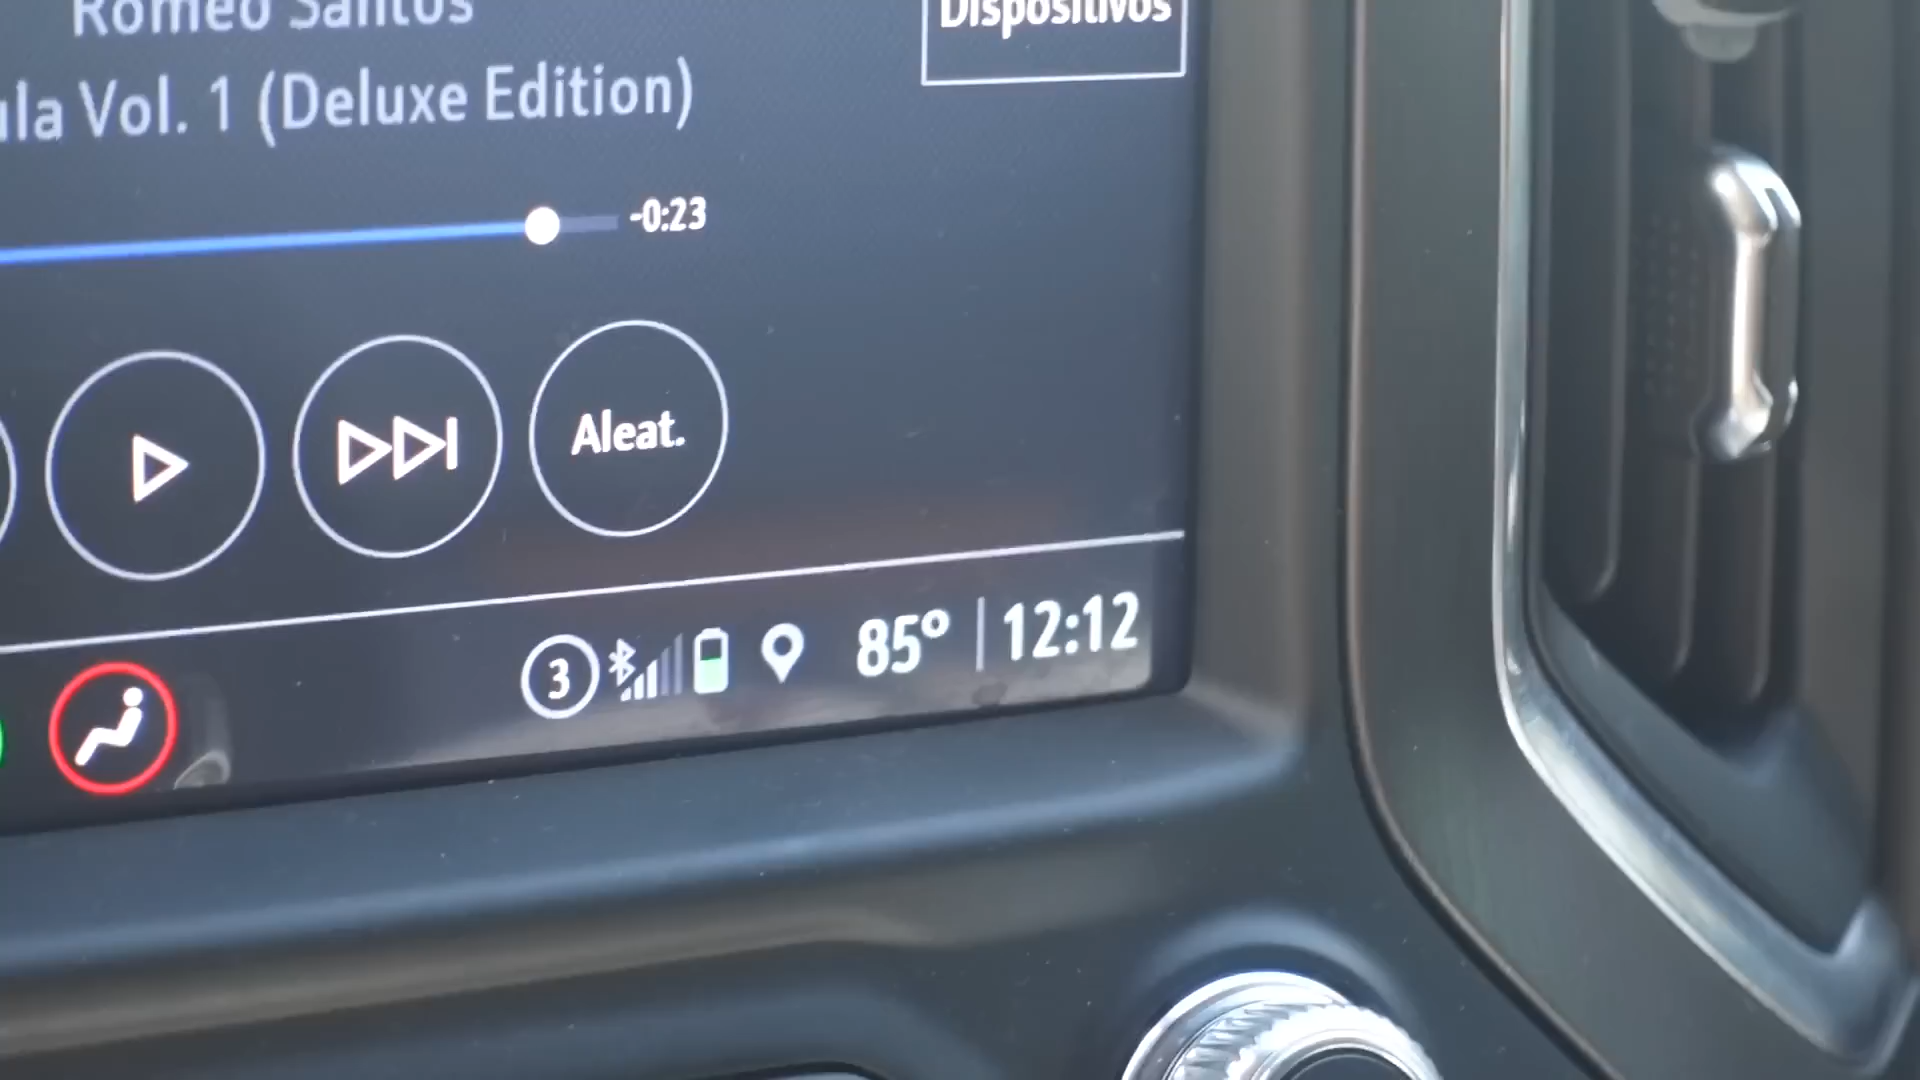 Romeo Santos
ula Vol. 1 (Deluxe Edition)
Dispositivos
-0:23
Aleat.
3
85° 12:12